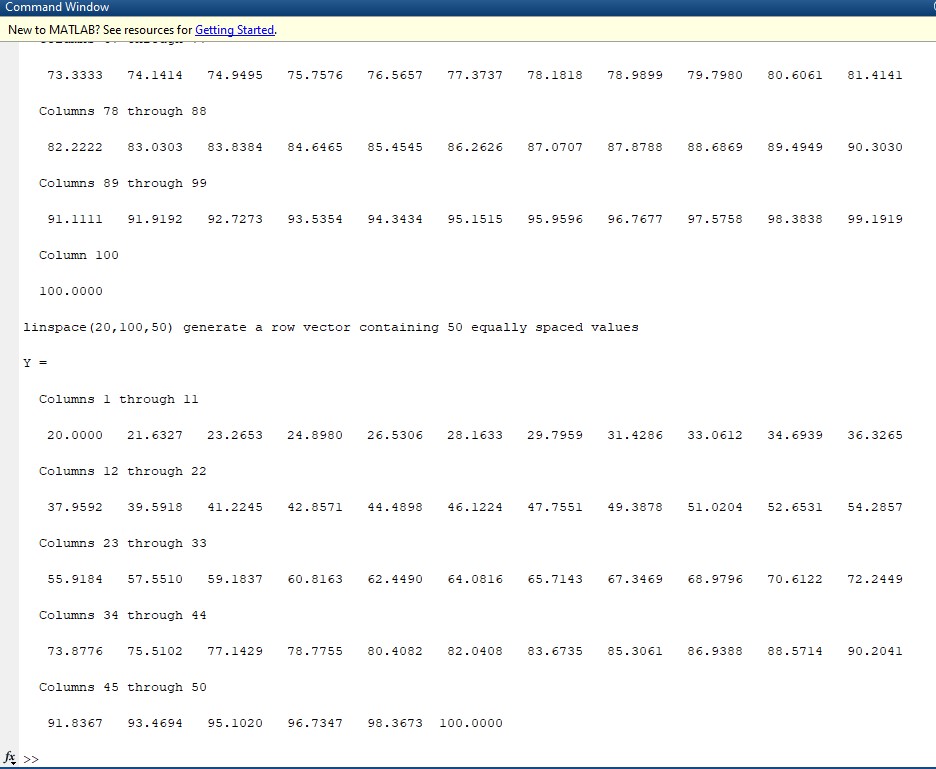 Command Window
New to MATLAB? See resources for Getting Started.
73.3333 74.1414 74.9495 75.7576 76.5657 77.3737 78.1818 78.9899 79.7980 80.6061 81.4141
Columns 78 through 88
82.2222 83.0303 83.8384 84.6465 85.4545 86.2626 87.0707 87.8788 88.6869 89.4949 90.3030
Columns 89 through 99
91.1111 91.9192 92.7273 93.5354 94.3434 95.1515 95.9596 96.7677 97.5758 98.3838 99.1919
Column 100
100.0000
linspace(20,100,50) generate a row vector containing 50 equally spaced values
Y =
Columns 1 through 11
20.0000 21.6327 23.2653 24.8980 26.5306 28.1633 29.7959 31.4286 33.0612 34.6939 36.3265
Columns 12 through 22
37.9592 39.5918 41.2245 42.8571 44.4898 46.1224 47.7551 49.3878 51.0204 52.6531 54.2857
Columns 23 through 33
55.9184 57.5510 59.1837 60.8163 62.4490 64.0816 65.7143 67.3469 68.9796 70.6122 72.2449
Columns 34 through 44
73.8776 75.5102 77.1429 78.7755 80.4082 82.0408 83.6735 85.3061 86.9388 88.5714 90.2041
Columns 45 through 50
91.8367 93.4694 95.1020 96.7347 98.3673 100.0000
fx >>